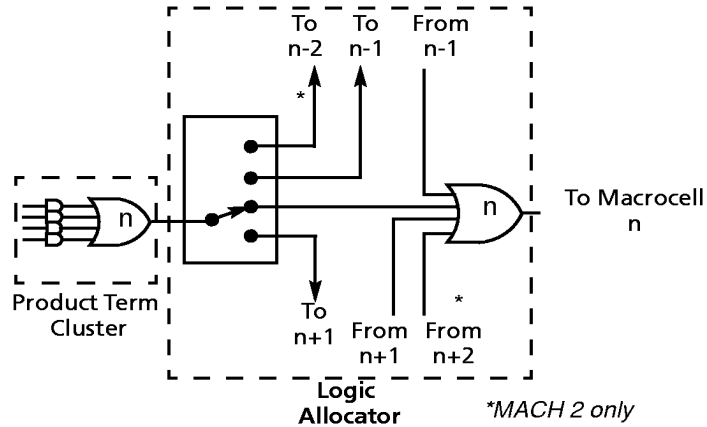 To
n-2
To
n-1
From
n-1
*
n
n
To Macrocell
n
Product Term
Cluster
To
n+1
From
n+1
From
n+2
*
Logic
Allocator
*MACH 2 only